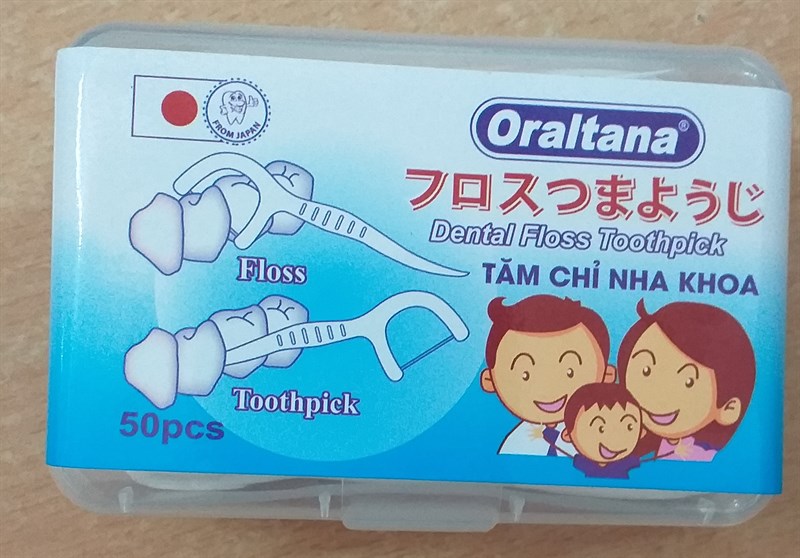 FROM JAPAN
Oraltana®
フロスつまようじ
Dental Floss Toothpick
TĂM CHỈ NHA KHOA
Floss
Toothpick
50pcs